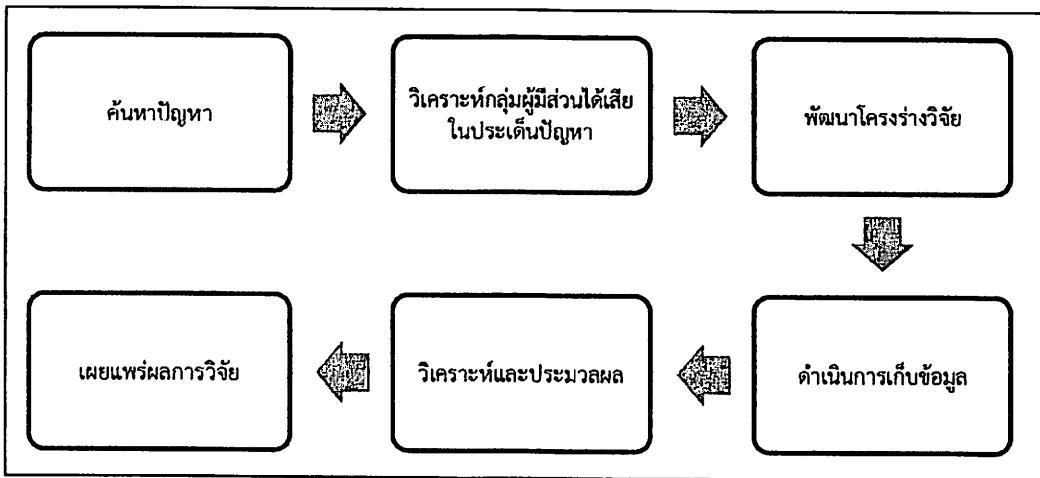 ค้นหาปัญหา
วิเคราะห์กลุ่มผู้มีส่วนได้เสีย
ในประเด็นปัญหา
พัฒนาโครงร่างวิจัย
ดำเนินการเก็บข้อมูล
วิเคราะห์และประมวลผล
เผยแพร่ผลการวิจัย